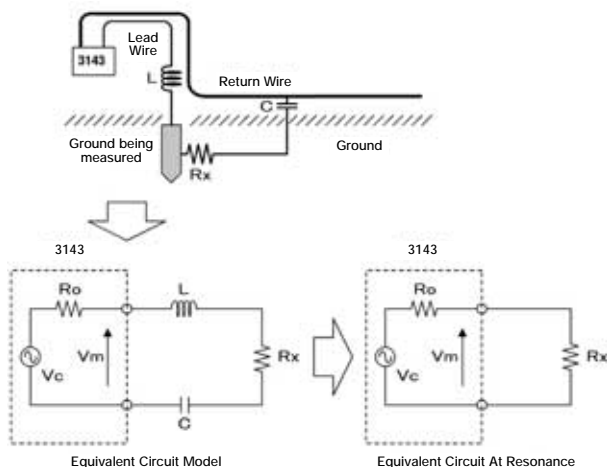 Lead
Wire
3143
L
Return Wire
C
Ground being
measured
Ground
Rx
3143
3143
Ro
L
Ro
Vm
Rx
Vm
Rx
Vc
Vc
C
Equivalent Circuit Model
Equivalent Circuit At Resonance